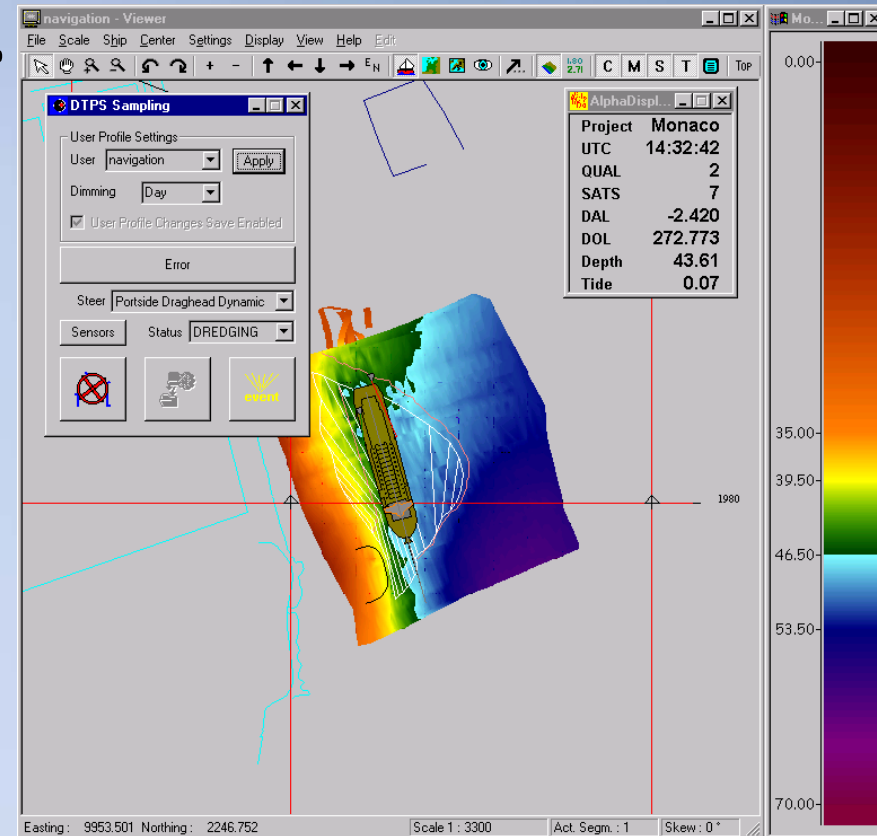 navigation - Viewer
File Scale Ship Center Settings Display View Help Edit
+ - E N 1.80 2.71 C M S T Top
DTPS Sampling
User Profile Settings
User navigation Apply
Dimming Day
User Profile Changes Save Enabled
Error
Steer Portside Draghead Dynamic
Sensors Status DREDGING
event
AlphaDispl...
Project Monaco
UTC 14:32:42
QUAL 2
SATS 7
DAL -2.420
DOL 272.773
Depth 43.61
Tide 0.07
1980
Easting : 9953.501 Northing : 2246.752 Scale 1 : 3300 Act. Segm. : 1 Skew : 0 °
Mo...
0.00-
35.00-
39.50-
46.50-
53.50-
70.00-